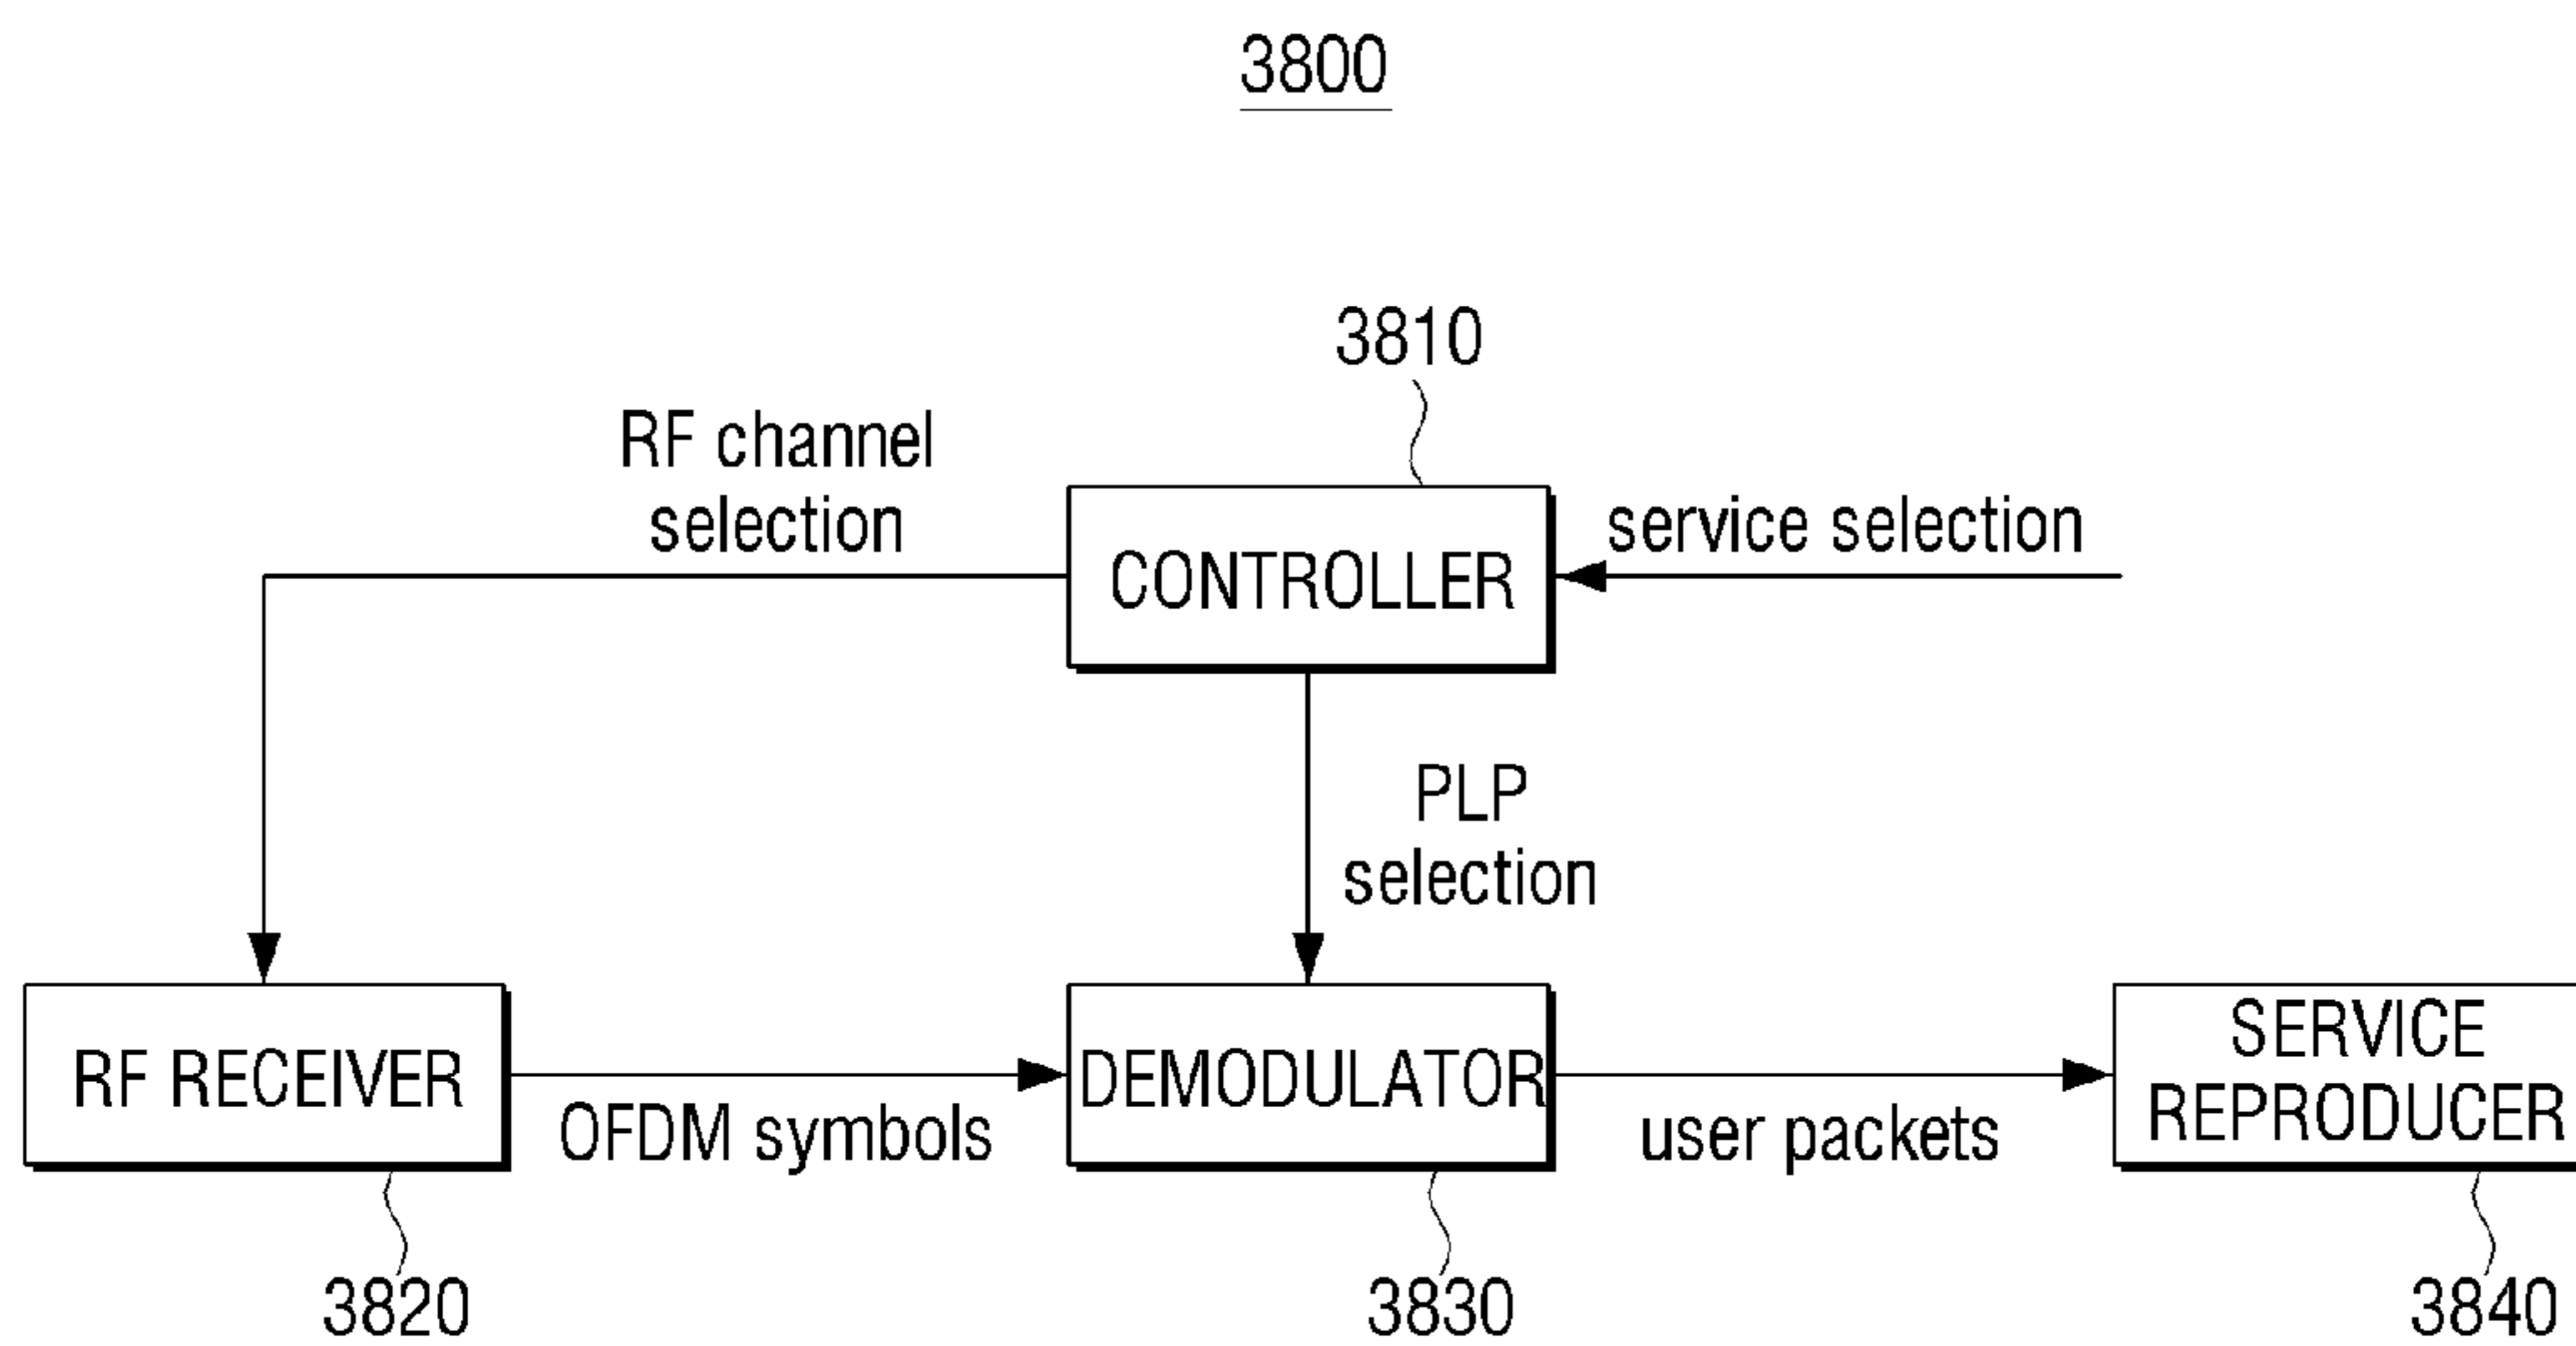 3800
3810
RF channel
selection
CONTROLLER
service selection
PLP
selection
RF RECEIVER
OFDM symbols
DEMODULATOR
user packets
SERVICE
REPRODUCER
3820
3830
3840